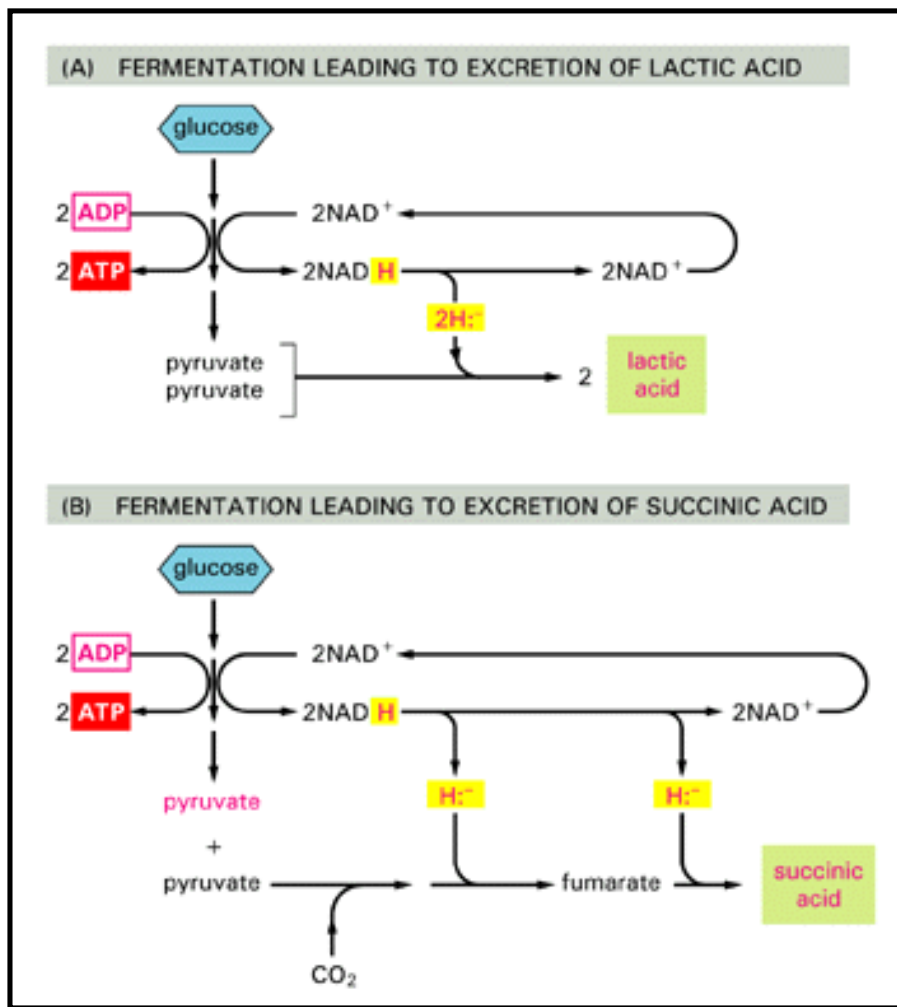 (A) FERMENTATION LEADING TO EXCRETION OF LACTIC ACID
glucose
2 ADP 2NAD⁺
2 ATP 2NAD H 2NAD⁺
2H:⁻
pyruvate
pyruvate
2 lactic
acid
(B) FERMENTATION LEADING TO EXCRETION OF SUCCINIC ACID
glucose
2 ADP 2NAD⁺
2 ATP 2NAD H 2NAD⁺
pyruvate H:⁻ H:⁻
+
pyruvate fumarate succinic
acid
CO₂